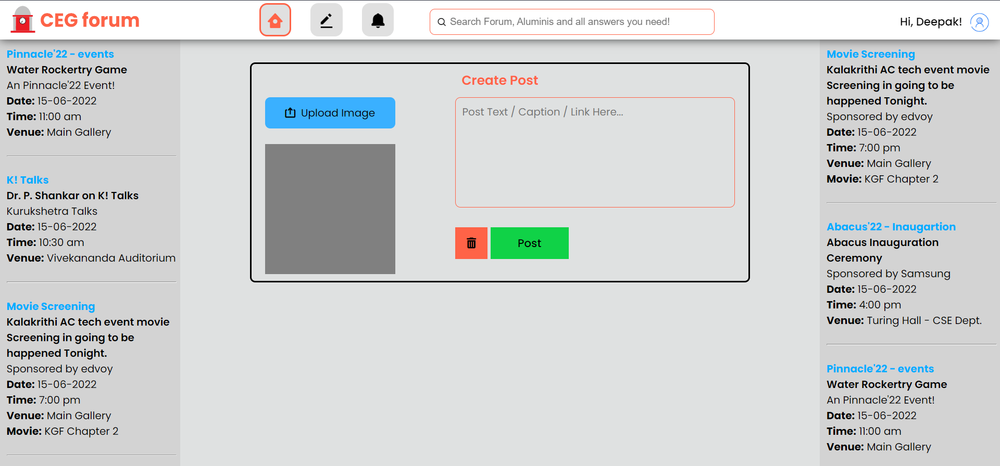 CEG forum
Search Forum, Aluminis and all answers you need!
Hi, Deepak!
Pinnacle'22 - events
Water Rockertry Game
An Pinnacle'22 Event!
Date: 15-06-2022
Time: 11:00 am
Venue: Main Gallery
K! Talks
Dr. P. Shankar on K! Talks
Kurukshetra Talks
Date: 15-06-2022
Time: 10:30 am
Venue: Vivekananda Auditorium
Movie Screening
Kalakrithi AC tech event movie
Screening in going to be
happened Tonight.
Sponsored by edvoy
Date: 15-06-2022
Time: 7:00 pm
Venue: Main Gallery
Movie: KGF Chapter 2
Create Post
Upload Image
Post Text / Caption / Link Here...
Post
Movie Screening
Kalakrithi AC tech event movie
Screening in going to be
happened Tonight.
Sponsored by edvoy
Date: 15-06-2022
Time: 7:00 pm
Venue: Main Gallery
Movie: KGF Chapter 2
Abacus'22 - Inaugartion
Abacus Inauguration
Ceremony
Sponsored by Samsung
Date: 15-06-2022
Time: 4:00 pm
Venue: Turing Hall - CSE Dept.
Pinnacle'22 - events
Water Rockertry Game
An Pinnacle'22 Event!
Date: 15-06-2022
Time: 11:00 am
Venue: Main Gallery